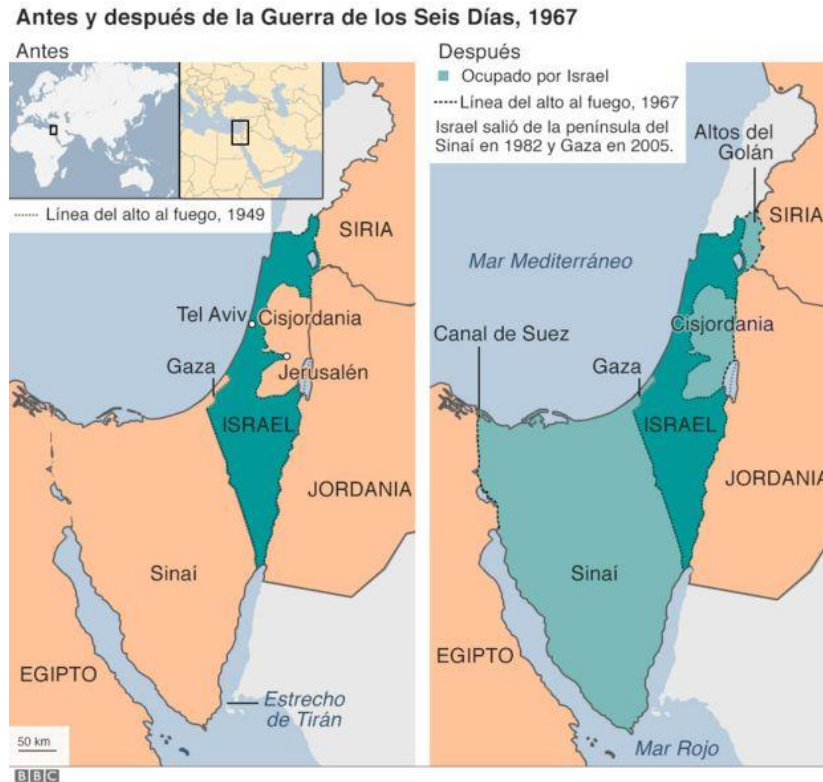 Antes y después de la Guerra de los Seis Días, 1967
Antes
Línea del alto al fuego, 1949
SIRIA
Tel Aviv
Cisjordania
Gaza
Jerusalén
ISRAEL
JORDANIA
Sinaí
EGIPTO
Estrecho
de Tirán
50 km
Después
Ocupado por Israel
Línea del alto al fuego, 1967
Israel salió de la península del
Sinaí en 1982 y Gaza en 2005.
Altos del
Golán
SIRIA
Mar Mediterráneo
Cisjordania
Canal de Suez
Gaza
ISRAEL
JORDANIA
Sinaí
EGIPTO
Mar Rojo
BBC